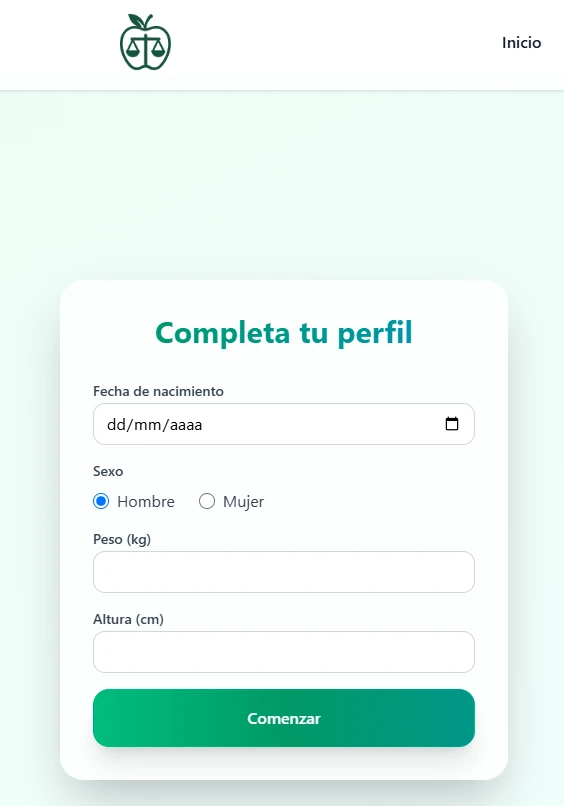 Inicio
Completa tu perfil
Fecha de nacimiento
dd/mm/aaaa
Sexo
Hombre Mujer
Peso (kg)
Altura (cm)
Comenzar